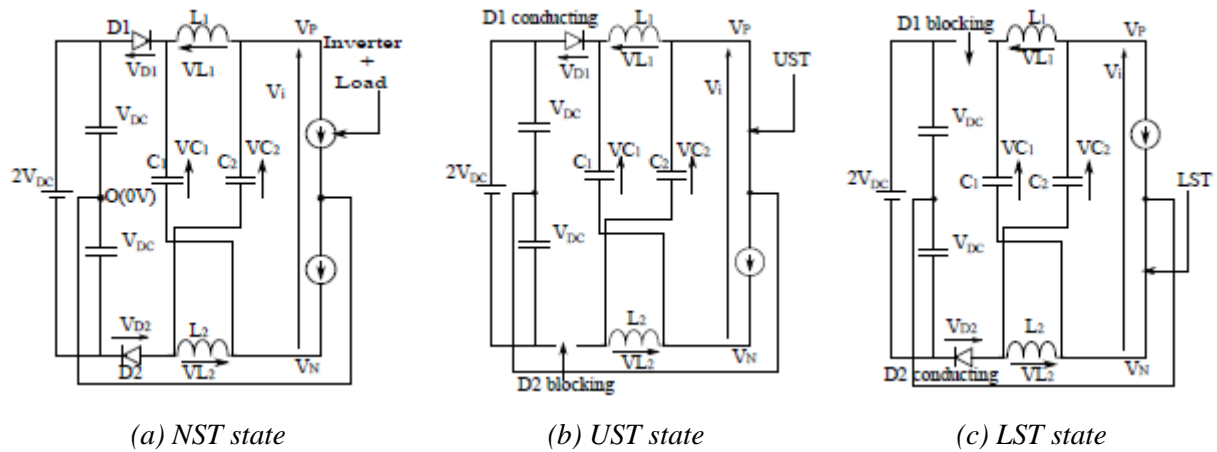 D1
L1
VP
Inverter
+
Load
VD1
VL1
Vi
VDC
C1
VC1
C2
VC2
2VDC
O(0V)
VDC
VD2
L2
D2
VL2
VN
(a) NST state
D1 conducting
L1
VP
UST
VD1
VL1
Vi
VDC
C1
VC1
C2
VC2
2VDC
VDC
L2
VL2
VN
D2 blocking
(b) UST state
D1 blocking
L1
VP
VL1
Vi
VDC
VC1
VC2
C1
C2
2VDC
LST
VDC
VD2
L2
D2 conducting
VL2
VN
(c) LST state